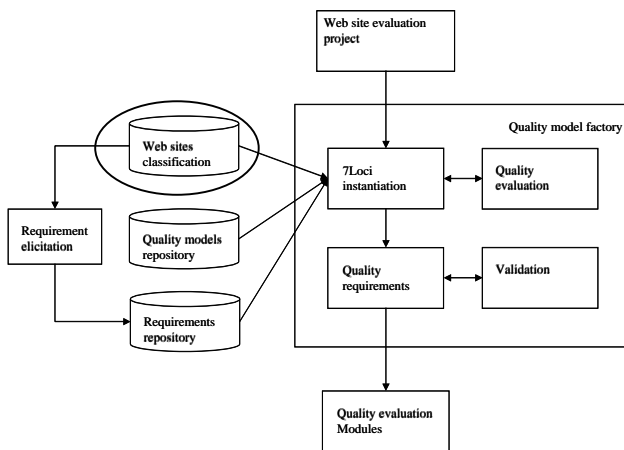 Web site evaluation
project
Quality model factory
Web sites
classification
7Loci
instantiation
Quality
evaluation
Requirement
elicitation
Quality models
repository
Quality
requirements
Validation
Requirements
repository
Quality evaluation
Modules